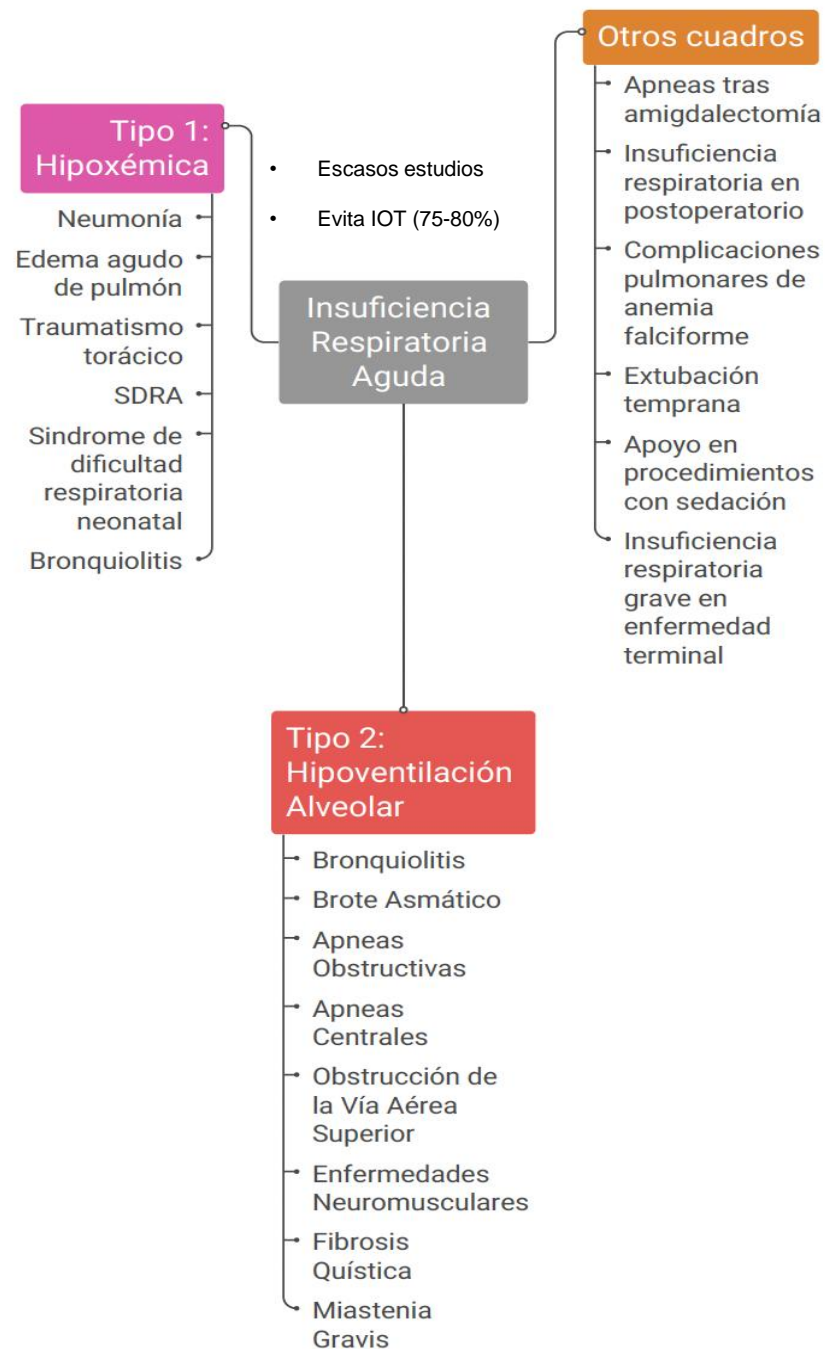 Otros cuadros
Apneas tras
amigdalectomía
Insuficiencia
respiratoria en
postoperatorio
Complicaciones
pulmonares de
anemia
falciforme
Extubación
temprana
Apoyo en
procedimientos
con sedación
Insuficiencia
respiratoria
grave en
enfermedad
terminal
Tipo 1:
Hipoxémica
Neumonía
Edema agudo
de pulmón
Traumatismo
torácico
SDRA
Sindrome de
dificultad
respiratoria
neonatal
Bronquiolitis
• Escasos estudios
• Evita IOT (75-80%)
Insuficiencia
Respiratoria
Aguda
Tipo 2:
Hipoventilación
Alveolar
Bronquiolitis
Brote Asmático
Apneas
Obstructivas
Apneas
Centrales
Obstrucción de
la Vía Aérea
Superior
Enfermedades
Neuromusculares
Fibrosis
Quística
Miastenia
Gravis